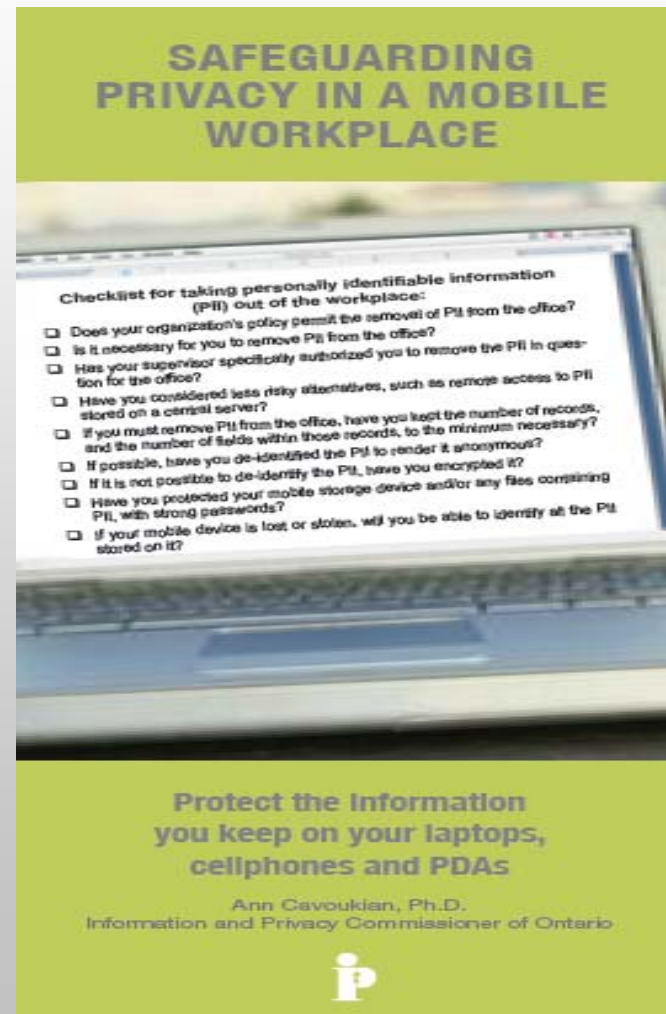 SAFEGUARDING
PRIVACY IN A MOBILE
WORKPLACE
Checklist for taking personally identifiable information
(PII) out of the workplace:
❑ Does your organization's policy permit the removal of PII from the office?
❑ Is it necessary for you to remove PII from the office?
❑ Has your supervisor specifically authorized you to remove the PII in ques-
tion for the office?
❑ Have you considered less risky alternatives, such as remote access to PII
stored on a central server?
❑ If you must remove PII from the office, have you kept the number of records,
and the number of fields within those records, to the minimum necessary?
❑ If possible, have you de-identified the PII to render it anonymous?
❑ If it is not possible to de-identify the PII, have you encrypted it?
❑ Have you protected your mobile storage device and/or any files containing
PII, with strong passwords?
❑ If your mobile device is lost or stolen, will you be able to identify all the PII
stored on it?
Protect the information
you keep on your laptops,
cellphones and PDAs
Ann Cavoukian, Ph.D.
Information and Privacy Commissioner of Ontario